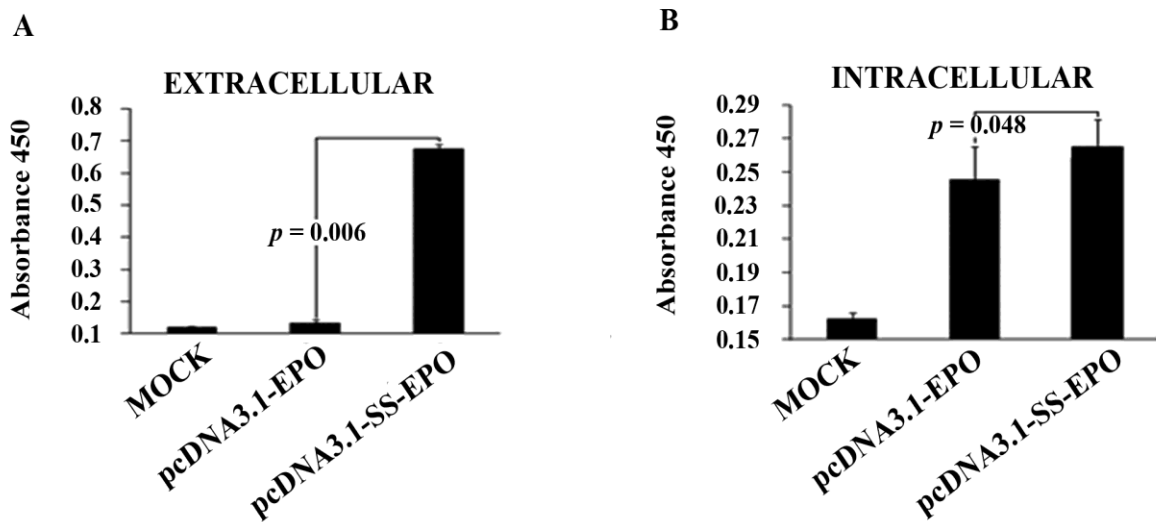 A
EXTRACELLULAR
Absorbance 450
0.8
0.7
0.6
0.5
0.4
0.3
0.2
0.1
p = 0.006
MOCK
pcDNA3.1-EPO
pcDNA3.1-SS-EPO
B
INTRACELLULAR
Absorbance 450
0.29
0.27
0.25
0.23
0.21
0.19
0.17
0.15
p = 0.048
MOCK
pcDNA3.1-EPO
pcDNA3.1-SS-EPO